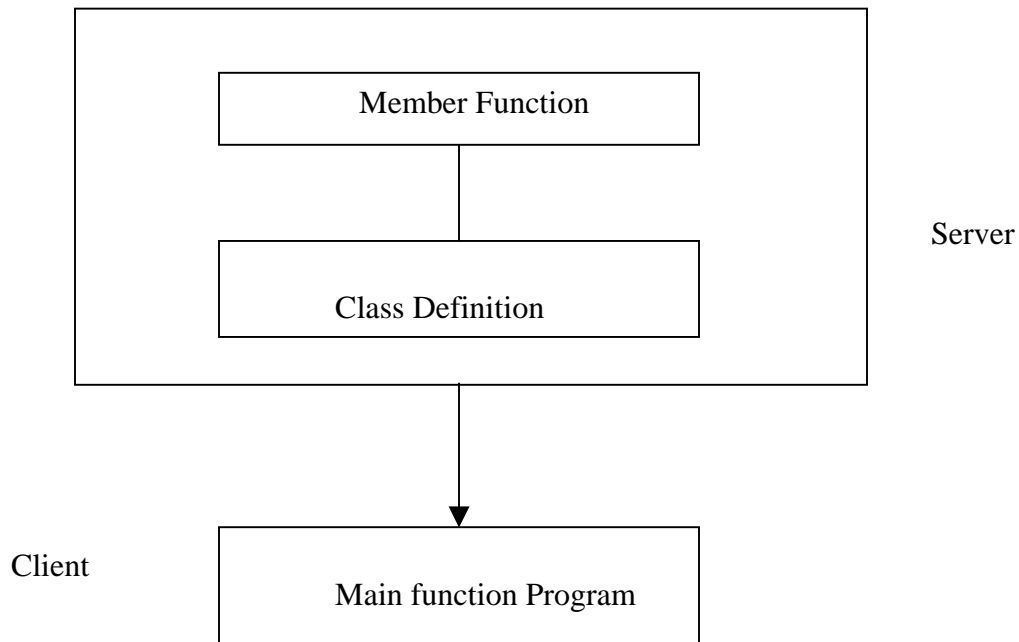 Member Function
Server
Class Definition
Client
Main function Program